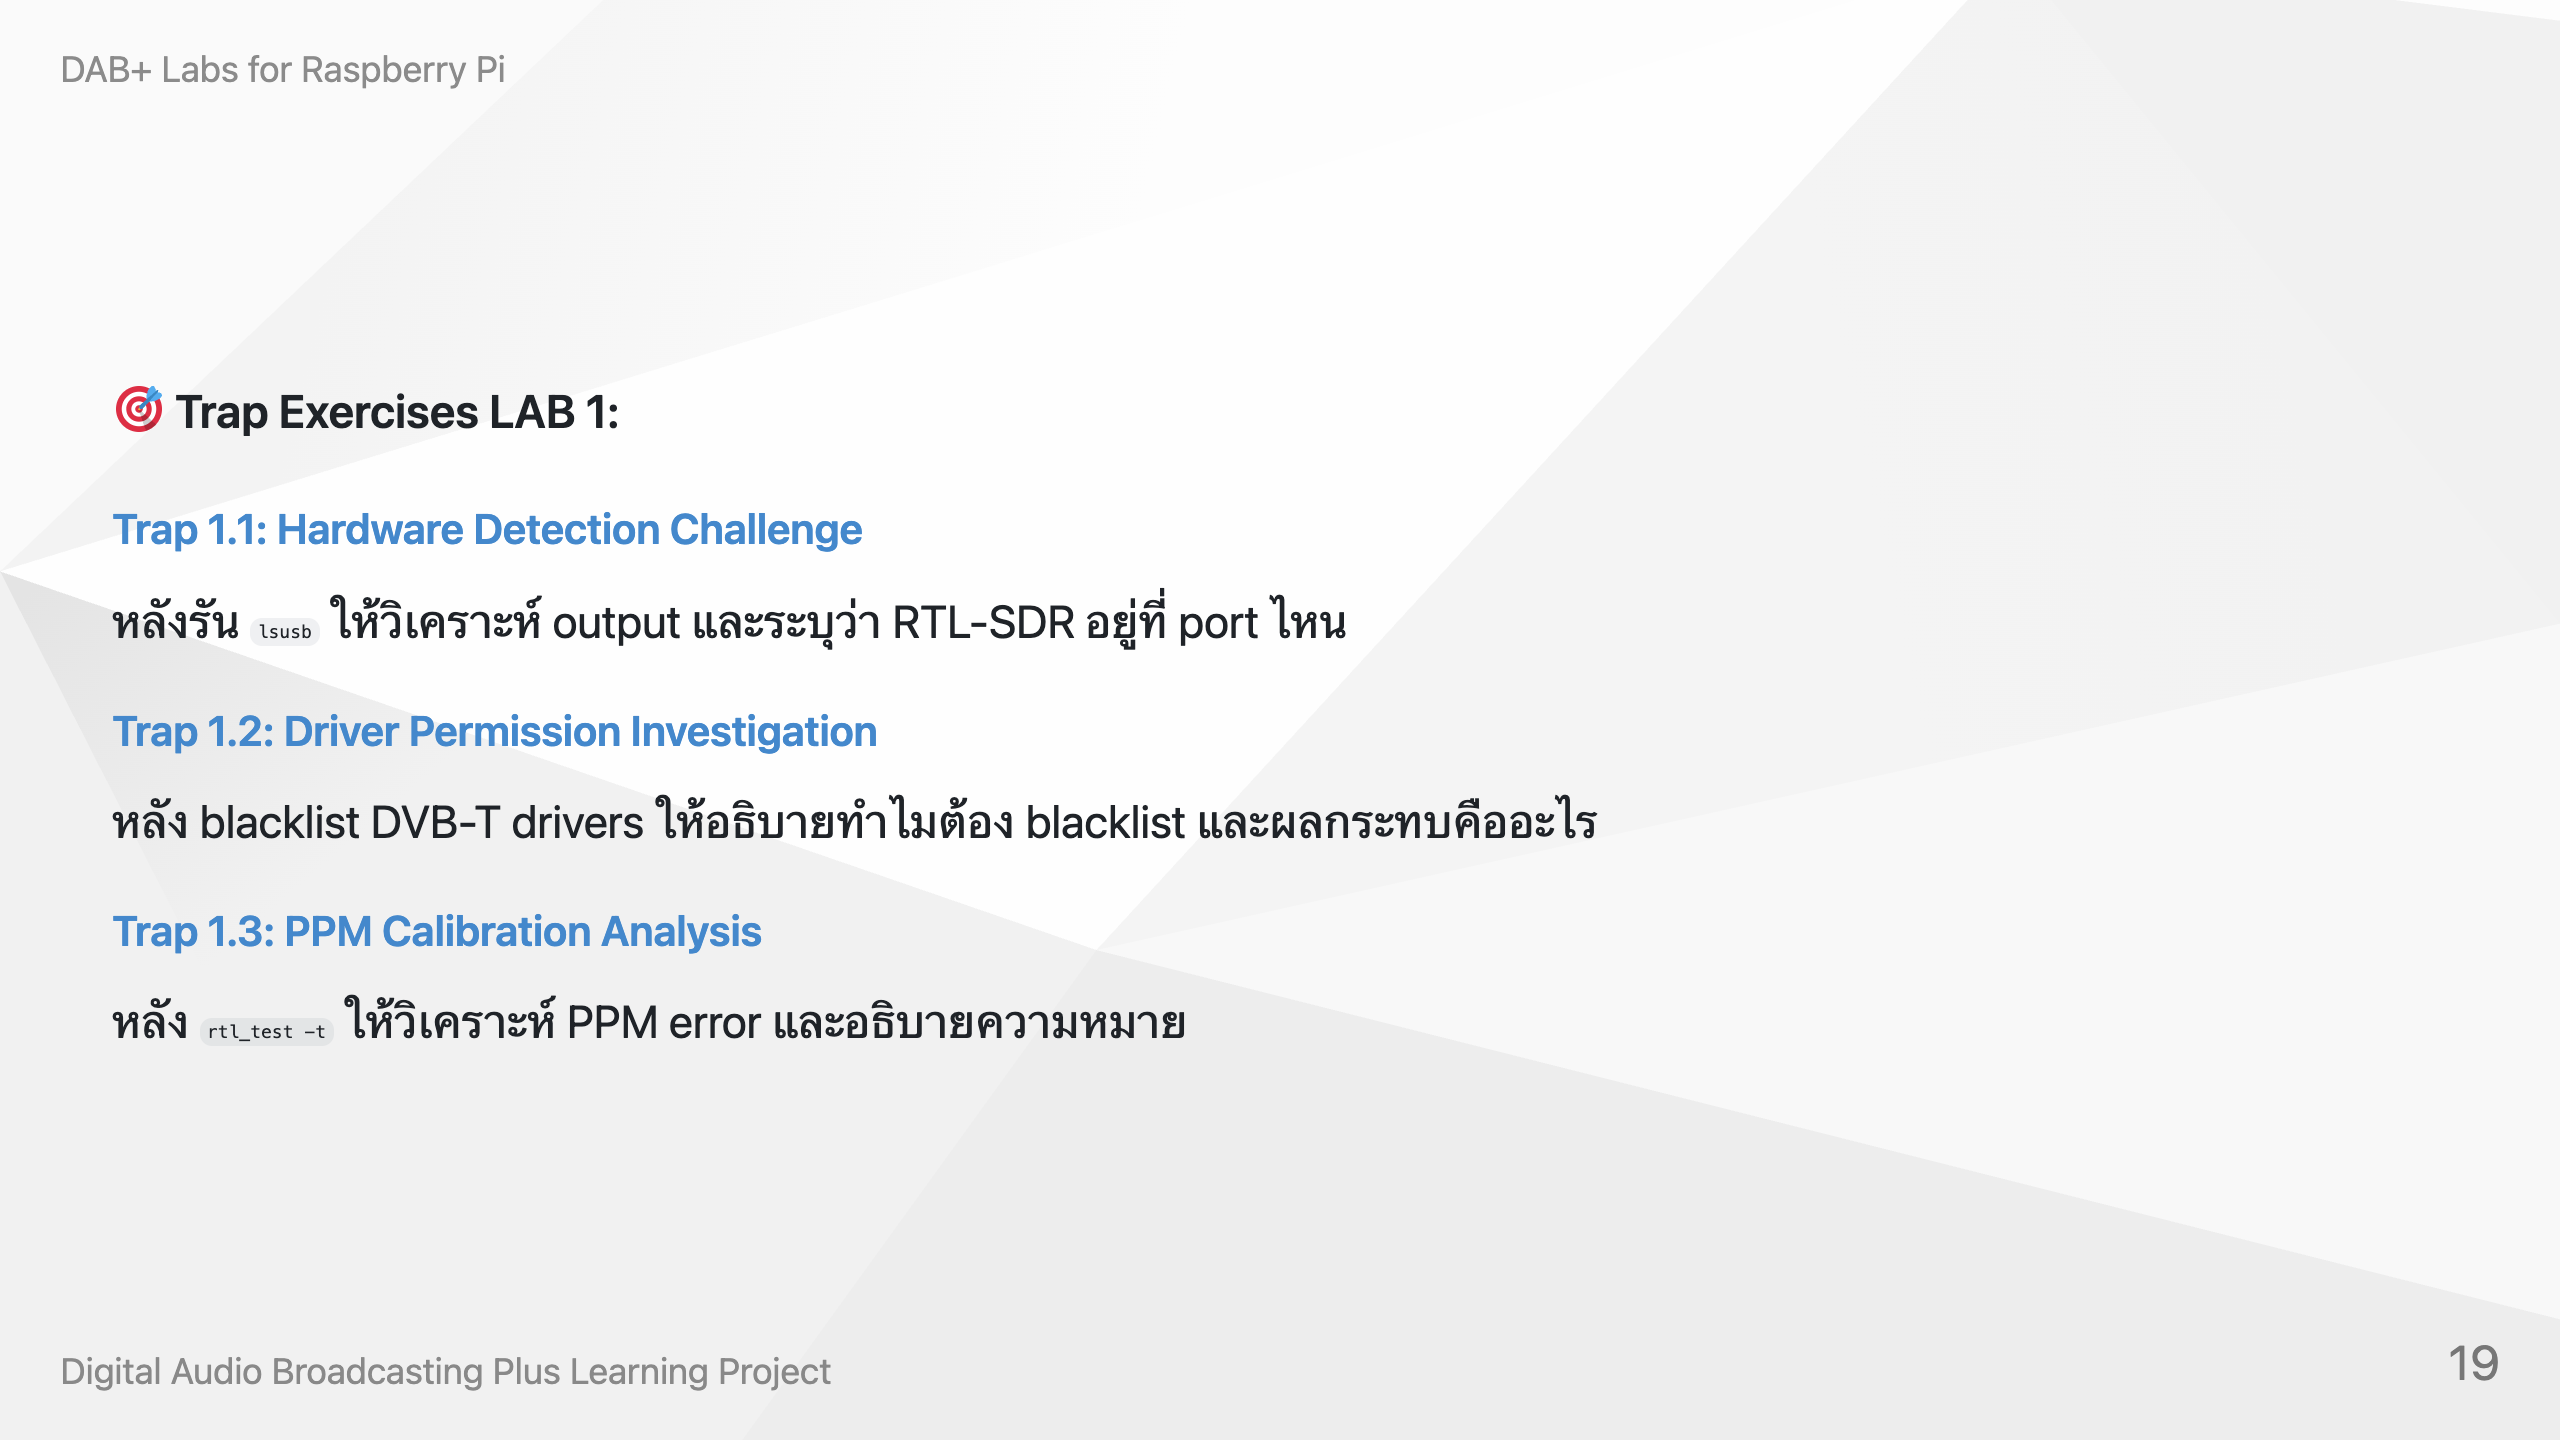 DAB+ Labs for Raspberry Pi
🎯 Trap Exercises LAB 1:
Trap 1.1: Hardware Detection Challenge
หลังรัน lsusb ให้วิเคราะห์ output และระบุว่า RTL-SDR อยู่ที่ port ไหน
Trap 1.2: Driver Permission Investigation
หลัง blacklist DVB-T drivers ให้อธิบายทำไมต้อง blacklist และผลกระทบคืออะไร
Trap 1.3: PPM Calibration Analysis
หลัง rtl_test -t ให้วิเคราะห์ PPM error และอธิบายความหมาย
Digital Audio Broadcasting Plus Learning Project
19